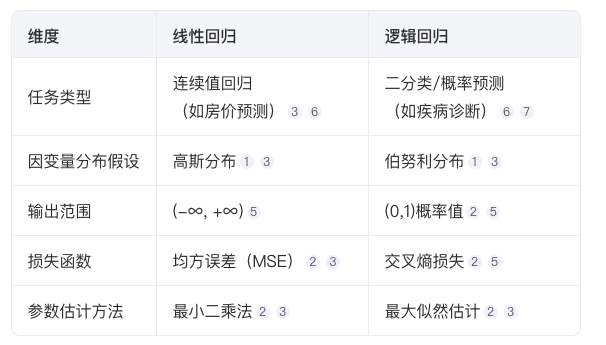 维度 线性回归 逻辑回归
任务类型 连续值回归 二分类/概率预测
（如房价预测） 3 6 （如疾病诊断） 6 7
因变量分布假设 高斯分布 1 3 伯努利分布 1 3
输出范围 (−∞, +∞) 5 (0,1)概率值 2 5
损失函数 均方误差（MSE） 2 3 交叉熵损失 2 5
参数估计方法 最小二乘法 2 3 最大似然估计 2 3